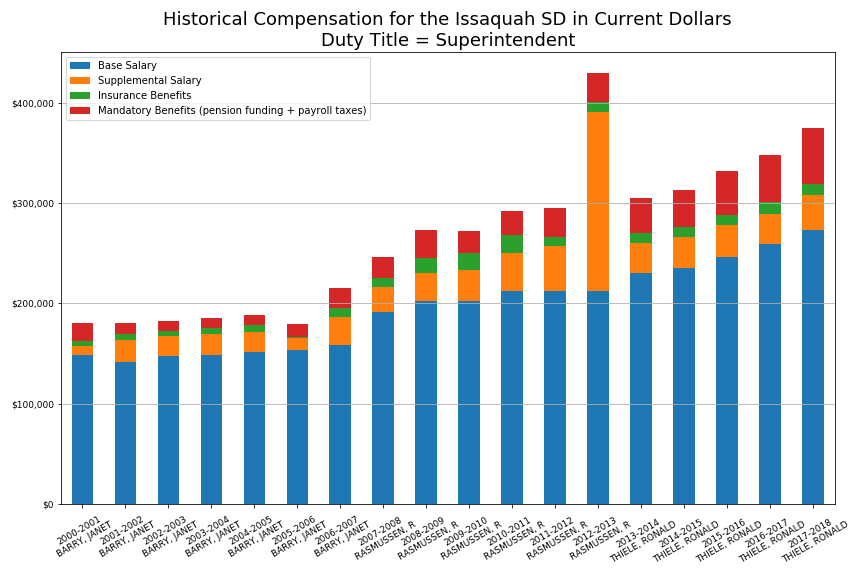 Historical Compensation for the Issaquah SD in Current Dollars
Duty Title = Superintendent
Base Salary
Supplemental Salary
Insurance Benefits
Mandatory Benefits (pension funding + payroll taxes)
$400,000
$300,000
$200,000
$100,000
$0
2000-2001
BARRY, JANET
2001-2002
BARRY, JANET
2002-2003
BARRY, JANET
2003-2004
BARRY, JANET
2004-2005
BARRY, JANET
2005-2006
BARRY, JANET
2006-2007
BARRY, JANET
2007-2008
RASMUSSEN, R
2008-2009
RASMUSSEN, R
2009-2010
RASMUSSEN, R
2010-2011
RASMUSSEN, R
2011-2012
RASMUSSEN, R
2012-2013
RASMUSSEN, R
2013-2014
THIELE, RONALD
2014-2015
THIELE, RONALD
2015-2016
THIELE, RONALD
2016-2017
THIELE, RONALD
2017-2018
THIELE, RONALD